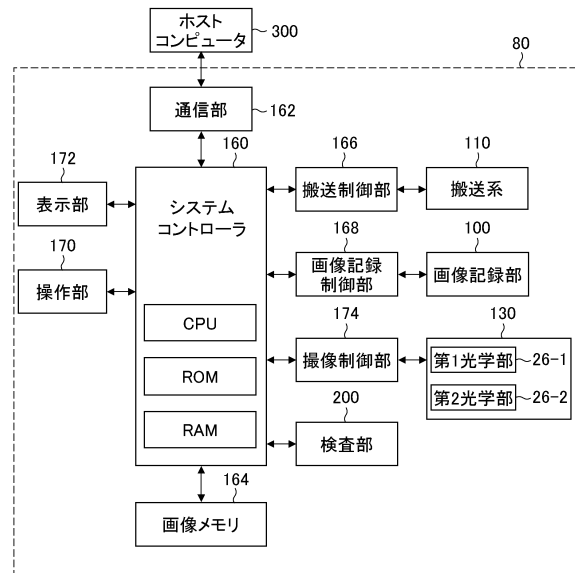 ホスト
コンピュータ
300
80
通信部
162
160
166
110
172
搬送制御部
搬送系
表示部
システム
コントローラ
168
100
170
画像記録
制御部
画像記録部
操作部
174
130
CPU
撮像制御部
第1光学部
26-1
ROM
200
第2光学部
26-2
RAM
検査部
164
画像メモリ